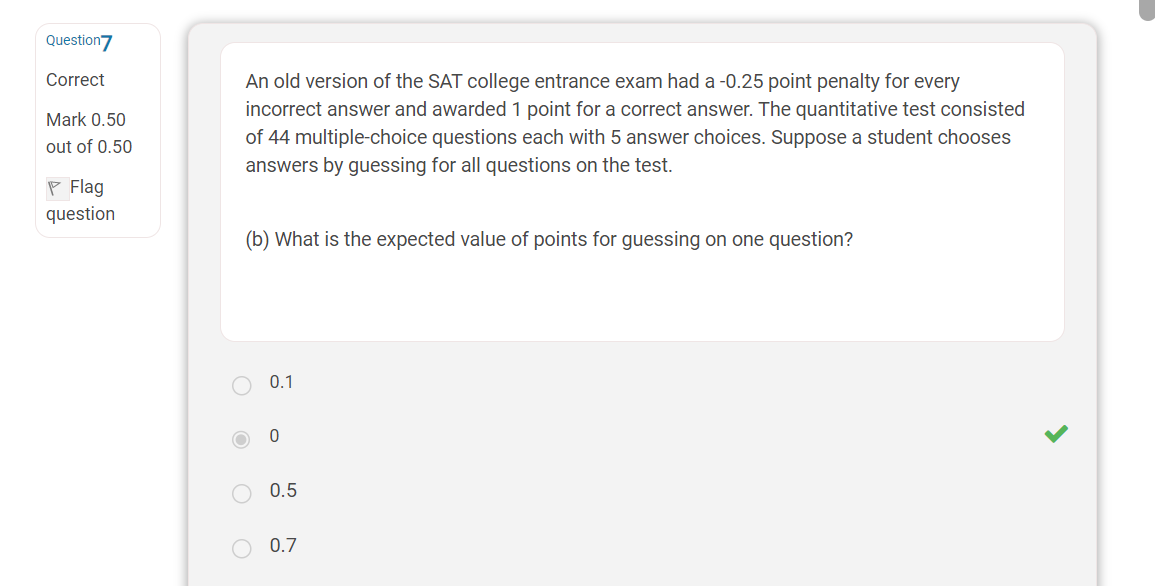 Question7
Correct
Mark 0.50
out of 0.50
Flag
question
An old version of the SAT college entrance exam had a -0.25 point penalty for every
incorrect answer and awarded 1 point for a correct answer. The quantitative test consisted
of 44 multiple-choice questions each with 5 answer choices. Suppose a student chooses
answers by guessing for all questions on the test.
(b) What is the expected value of points for guessing on one question?
0.1
0
0.5
0.7